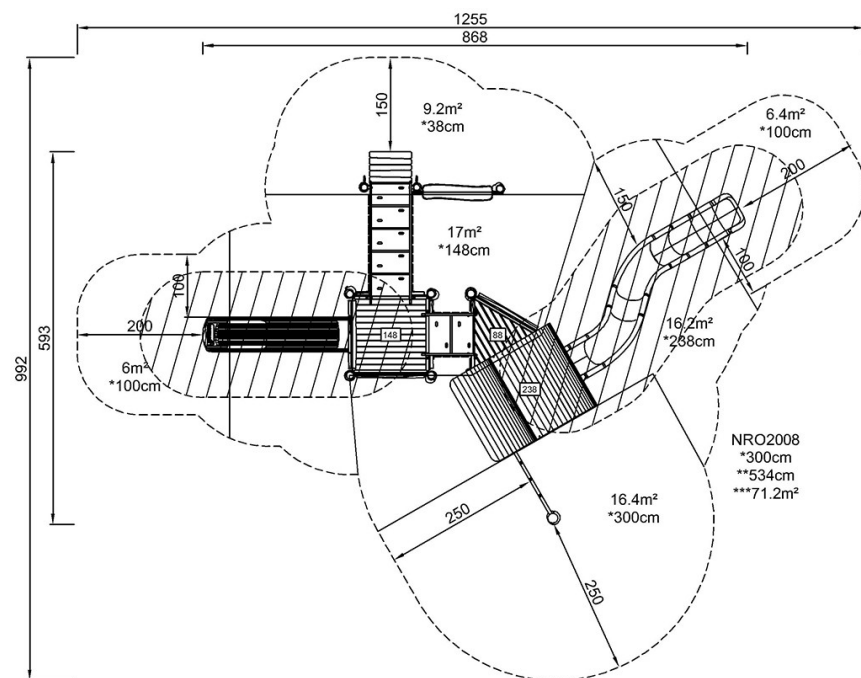 1255
868
9.2m²
*38cm
150
6.4m²
*100cm
200
150
17m²
*148cm
100
100
200
148
88
16.2m²
*238cm
6m²
*100cm
238
992
593
NRO2008
*300cm
**534cm
***71.2m²
16.4m²
*300cm
250
250